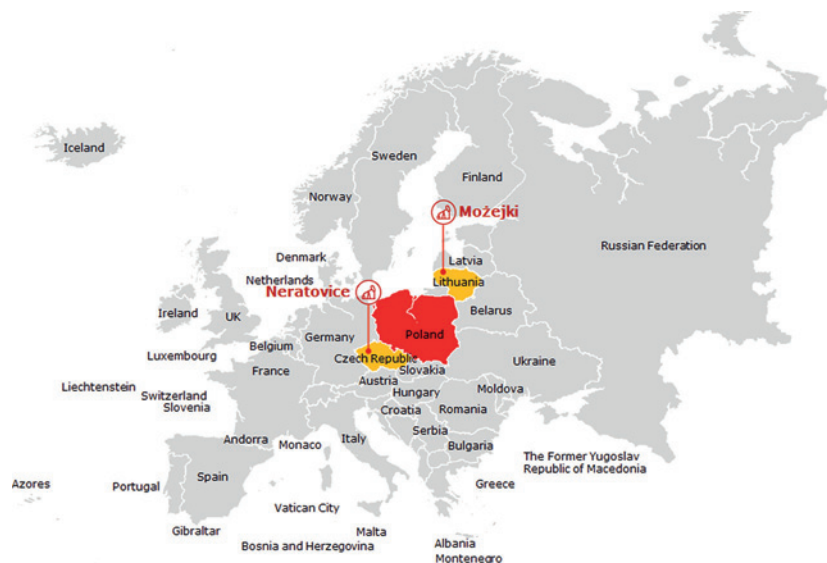 Iceland
Sweden
Finland
Norway
Możejki
Russian Federation
Denmark
Latvia
Netherlands
Lithuania
Neratovice
Ireland
UK
Belarus
Germany
Poland
Belgium
Luxembourg
Czech Republic
Ukraine
France
Slovakia
Liechtenstein
Austria
Moldova
Switzerland
Hungary
Slovenia
Croatia
Romania
Serbia
Andorra
Monaco
Italy
Bulgaria
The Former Yugoslav
Republic of Macedonia
Spain
Azores
Portugal
Greece
Vatican City
Gibraltar
Malta
Bosnia and Herzegovina
Albania
Montenegro